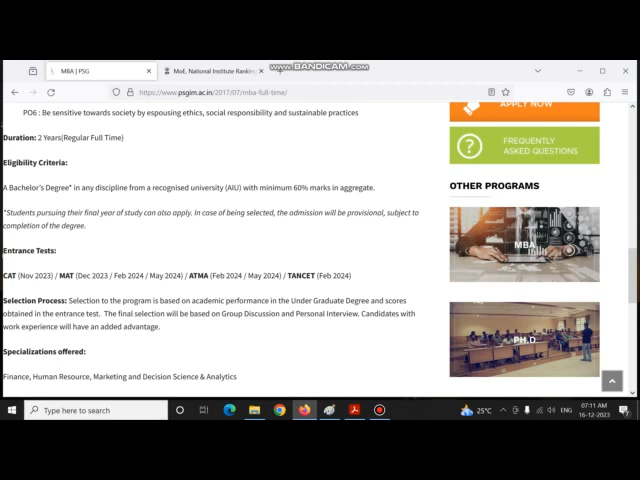 www.BANDICAM.com
MBA | PSG
MoE, National Institute Ranking
https://www.psgim.ac.in/2017/07/mba-full-time/
PO6 : Be sensitive towards society by espousing ethics, social responsibility and sustainable practices
Duration: 2 Years(Regular Full Time)
Eligibility Criteria:
A Bachelor's Degree* in any discipline from a recognised university (AIU) with minimum 60% marks in aggregate.
*Students pursuing their final year of study can also apply. In case of being selected, the admission will be provisional, subject to
completion of the degree.
Entrance Tests:
CAT (Nov 2023) / MAT (Dec 2023 / Feb 2024 / May 2024) / ATMA (Feb 2024 / May 2024) / TANCET (Feb 2024)
Selection Process: Selection to the program is based on academic performance in the Under Graduate Degree and scores
obtained in the entrance test. The final selection will be based on Group Discussion and Personal Interview. Candidates with
work experience will have an added advantage.
Specializations offered:
Finance, Human Resource, Marketing and Decision Science & Analytics
APPLY NOW
FREQUENTLY
ASKED QUESTIONS
OTHER PROGRAMS
MBA
PH.D
Type here to search
25°C
ENG
07:11 AM
16-12-2023
7